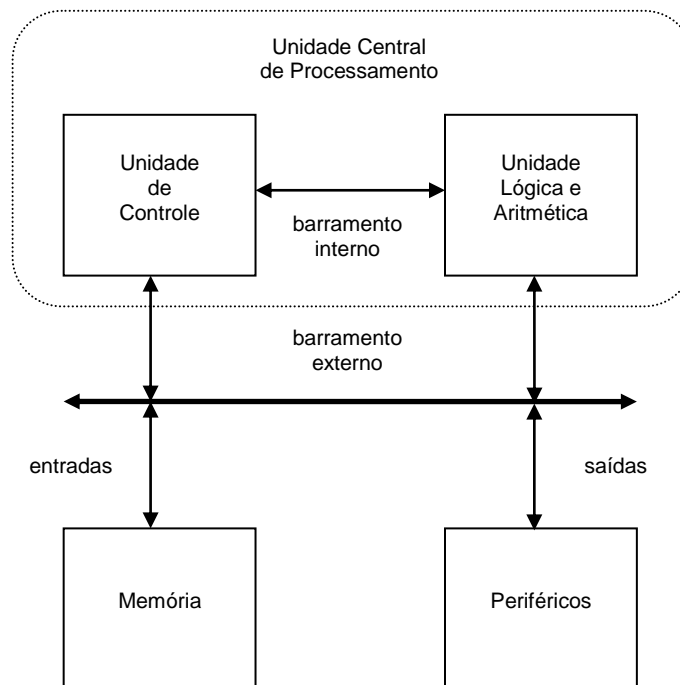 Unidade Central
de Processamento
Unidade
de
Controle
Unidade
Lógica e
Aritmética
barramento
interno
barramento
externo
entradas
saídas
Memória
Periféricos